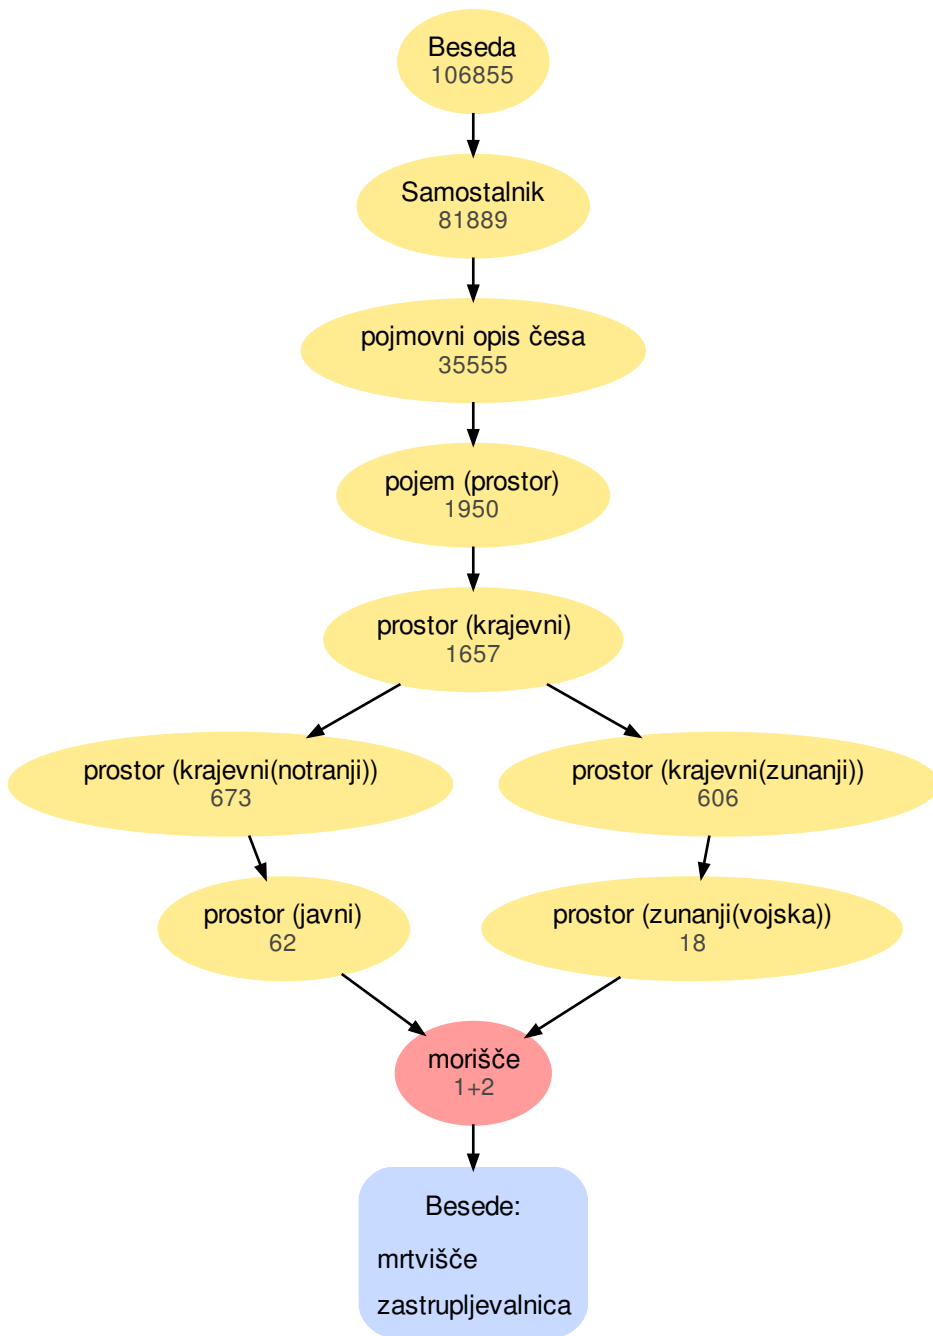 Beseda
106855
Samostalnik
81889
pojmovni opis česa
35555
pojem (prostor)
1950
prostor (krajevni)
1657
prostor (krajevni(notranji))
673
prostor (krajevni(zunanji))
606
prostor (javni)
62
prostor (zunanji(vojska))
18
morišče
1+2
Besede:
mrtvišče
zastrupljevalnica